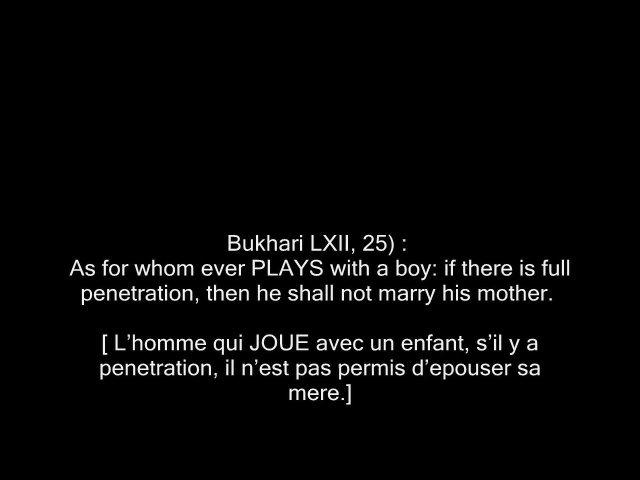 Bukhari LXII, 25) :
As for whom ever PLAYS with a boy: if there is full
penetration, then he shall not marry his mother.
[ L’homme qui JOUE avec un enfant, s’il y a
penetration, il n’est pas permis d’epouser sa
mere.]